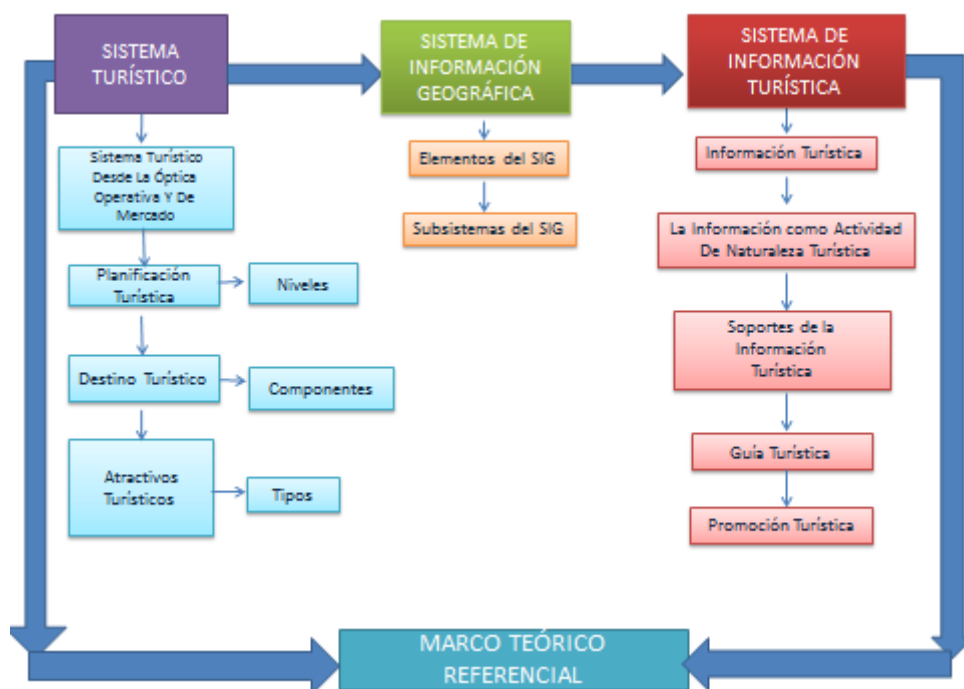 SISTEMA
TURÍSTICO
SISTEMA DE
INFORMACIÓN
GEOGRÁFICA
SISTEMA DE
INFORMACIÓN
TURÍSTICA
Sistema Turístico
Desde La Óptica
Operativa Y De
Mercado
Planificación
Turística
Niveles
Destino Turístico
Componentes
Atractivos
Turísticos
Tipos
Elementos del SIG
Subsistemas del SIG
Información Turística
La Información como Actividad
De Naturaleza Turística
Soportes de la
Información
Turística
Guía Turística
Promoción Turística
MARCO TEÓRICO
REFERENCIAL